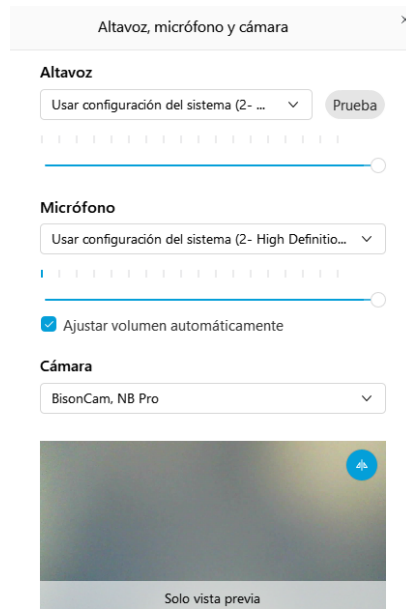 Altavoz, micrófono y cámara
Altavoz
Usar configuración del sistema (2- ...
Prueba
Micrófono
Usar configuración del sistema (2- High Definitio...
Ajustar volumen automáticamente
Cámara
BisonCam, NB Pro
Solo vista previa